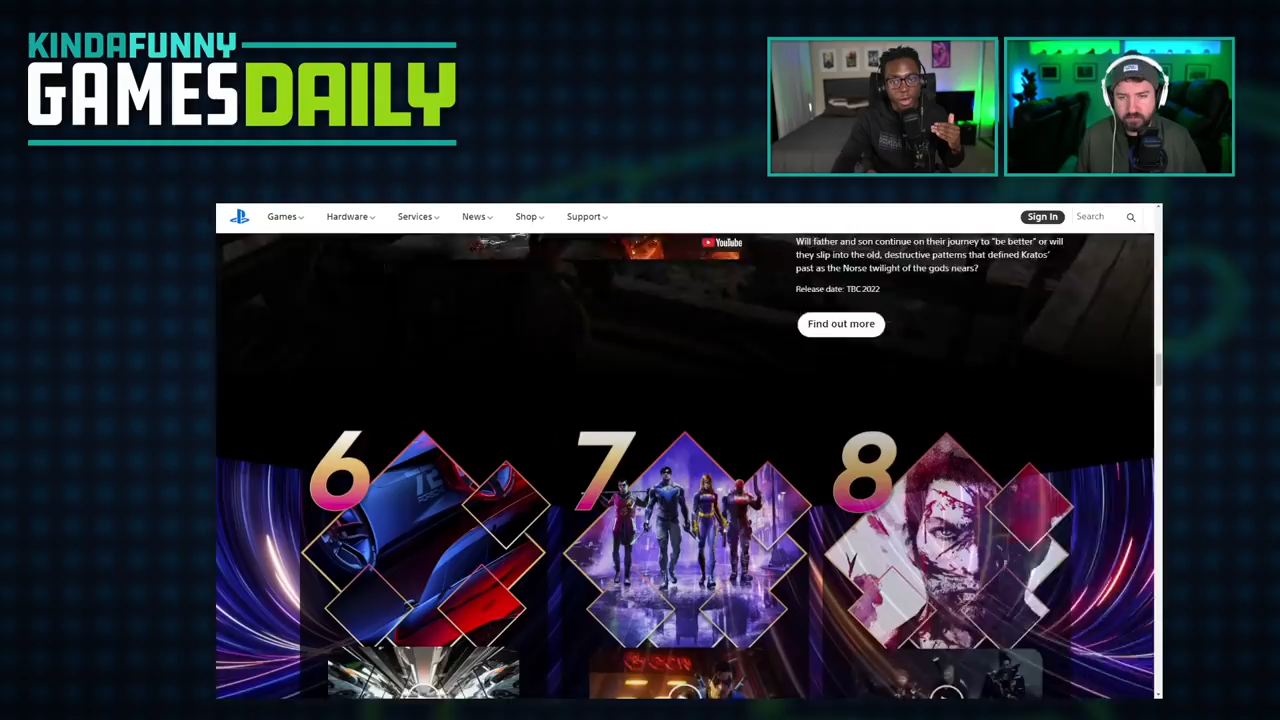 KINDAFUNNY
GAMESDAILY
Games
Hardware
Services
News
Shop
Support
Sign In
Search
YouTube
Will father and son continue on their journey to "be better" or will
they slip into the old, destructive patterns that defined Kratos'
past as the Norse twilight of the gods nears?
Release date: TBC 2022
Find out more
6
7
8